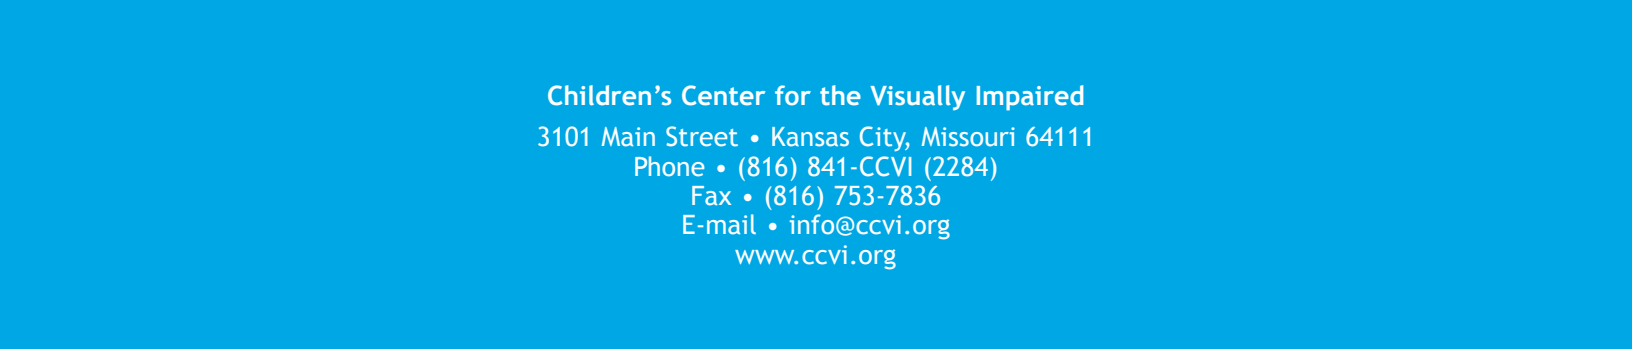 Children’s Center for the Visually Impaired
3101 Main Street • Kansas City, Missouri 64111
Phone • (816) 841-CCVI (2284)
Fax • (816) 753-7836
E-mail • info@ccvi.org
www.ccvi.org